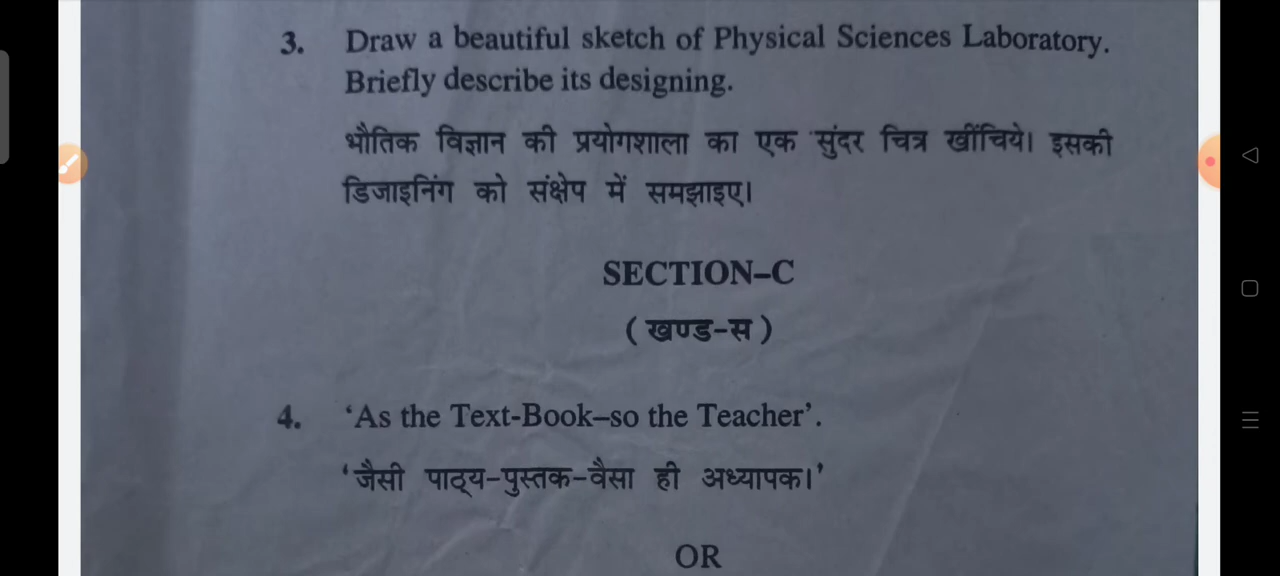 3. Draw a beautiful sketch of Physical Sciences Laboratory.
Briefly describe its designing.
भौतिक विज्ञान की प्रयोगशाला का एक सुंदर चित्र खींचिये। इसकी
डिजाइनिंग को संक्षेप में समझाइए।
SECTION–C
(खण्ड-स)
4. ‘As the Text-Book–so the Teacher’.
‘जैसी पाठ्य-पुस्तक-वैसा ही अध्यापक।’
OR